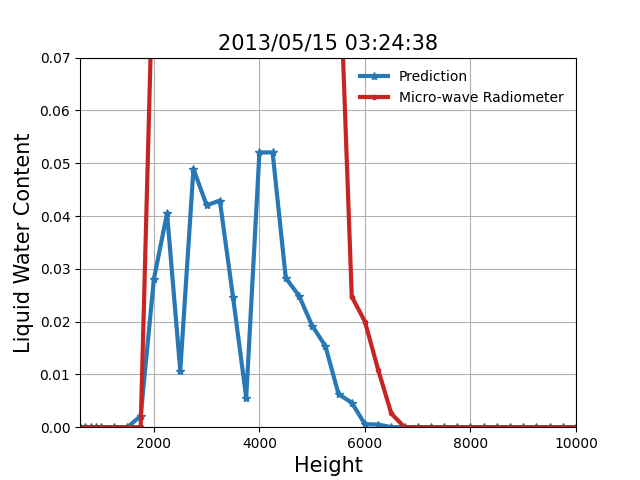 2013/05/15 03:24:38
Liquid Water Content
0.07
0.06
0.05
0.04
0.03
0.02
0.01
0.00
Prediction
Micro-wave Radiometer
2000 4000 6000 8000 10000
Height